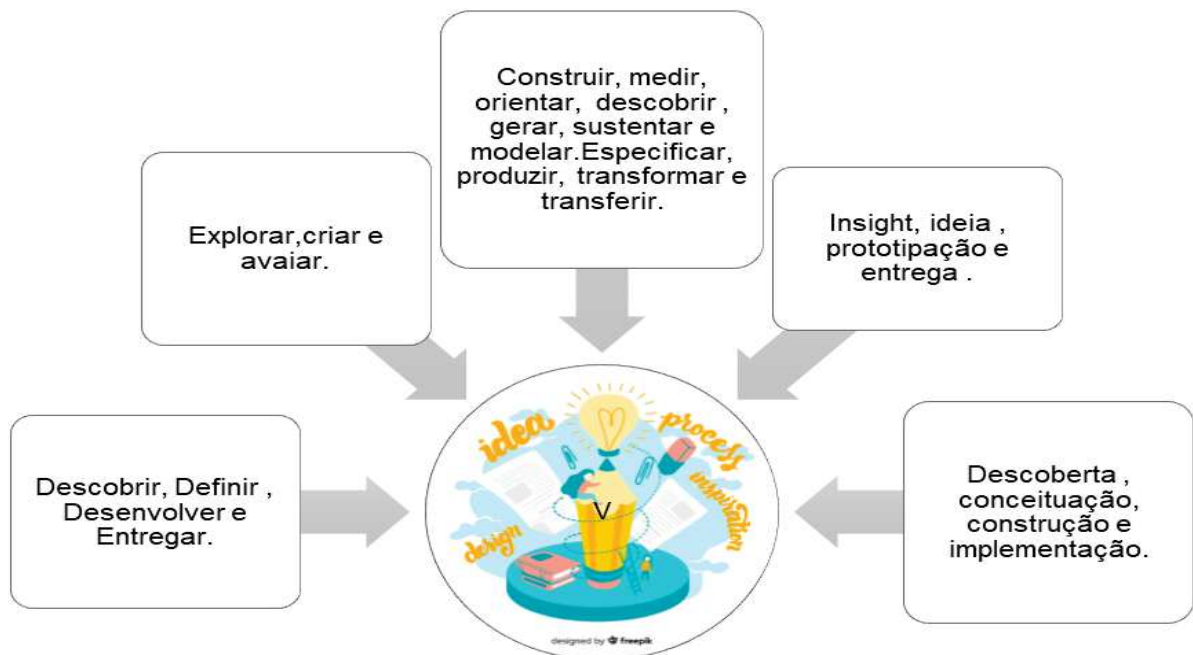 Construir, medir,
orientar,  descobrir ,
gerar, sustentar e
modelar.Especificar,
produzir, transformar e
transferir.
Explorar,criar e
avaiar.
Insight, ideia ,
prototipação e
entrega .
Descobrir, Definir ,
Desenvolver e
Entregar.
Descoberta ,
conceituação,
construção e
implementação.
idea
process
inspiration
design
V
designed by freepik